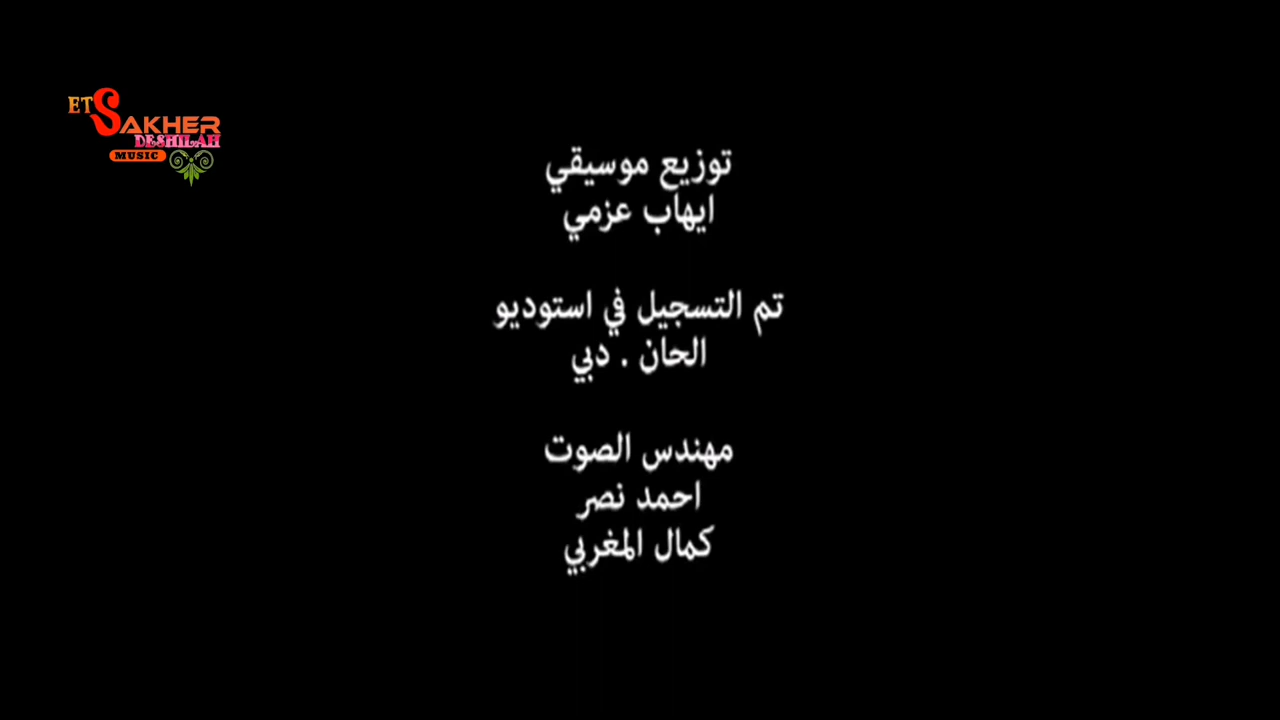 ET SAKHER
DESHILAH
MUSIC
توزيع موسيقي
ايهاب عزمي
تم التسجيل في استوديو
الحان . دبي
مهندس الصوت
احمد نصر
كمال المغربي